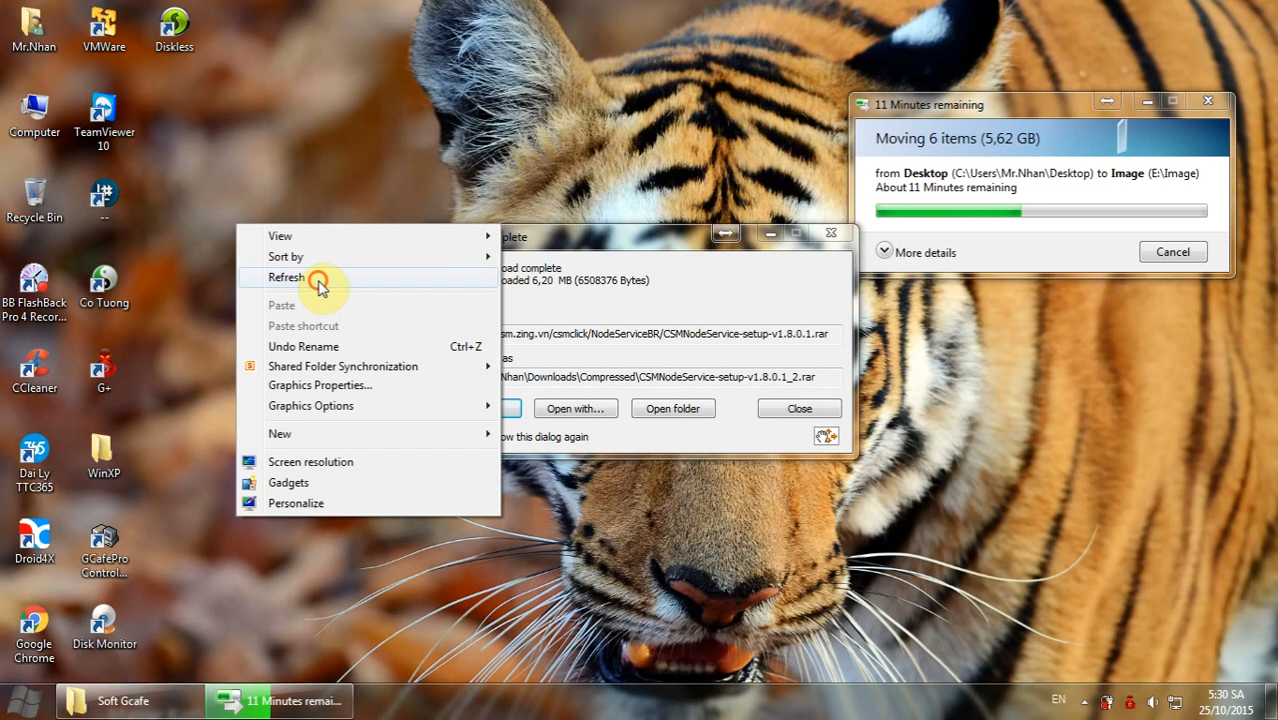 Mr.Nhan
VMWare
Diskless
Computer
TeamViewer
10
Recycle Bin
--
BB FlashBack
Pro 4 Recor...
Co Tuong
CCleaner
G+
Dai Ly
TTC365
WinXP
Droid4X
GCafePro
Control...
Google
Chrome
Disk Monitor
View
Sort by
Refresh
Paste
Paste shortcut
Undo Rename Ctrl+Z
Shared Folder Synchronization
Graphics Properties...
Graphics Options
New
Screen resolution
Gadgets
Personalize
plete
oad complete
oaded 6,20 MB (6508376 Bytes)
sm.zing.vn/csmclick/NodeServiceBR/CSMNodeService-setup-v1.8.0.1.rar
as
Nhan\Downloads\Compressed\CSMNodeService-setup-v1.8.0.1_2.rar
Open with...
Open folder
Close
ow this dialog again
11 Minutes remaining
Moving 6 items (5,62 GB)
from Desktop (C:\Users\Mr.Nhan\Desktop) to Image (E:\Image)
About 11 Minutes remaining
More details
Cancel
Soft Gcafe
11 Minutes remai...
EN
5:30 SA
25/10/2015